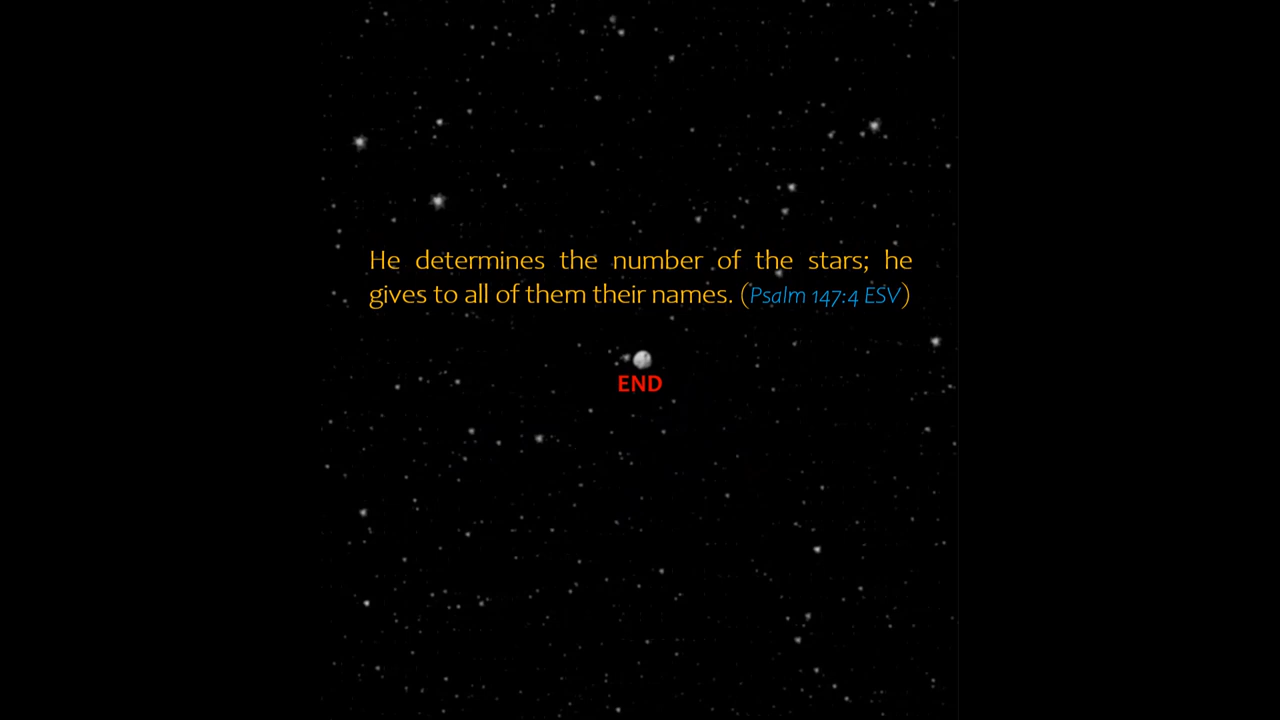 He determines the number of the stars; he
gives to all of them their names. (Psalm 147:4 ESV)
END